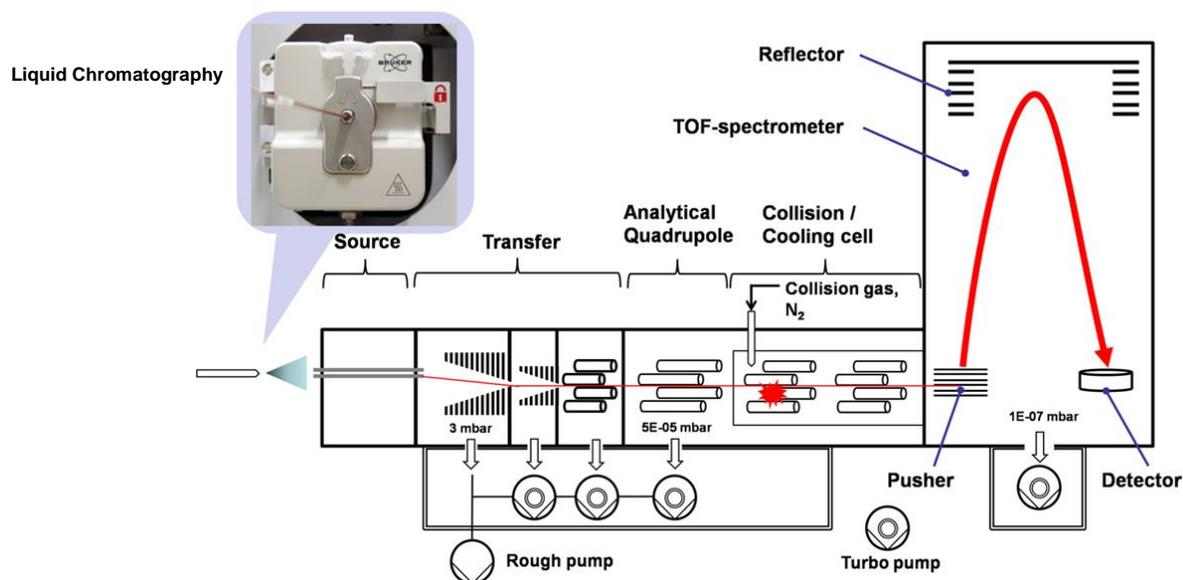 Liquid Chromatography
BRUKER
Reflector
TOF-spectrometer
Source
Transfer
Analytical
Quadrupole
Collision /
Cooling cell
Collision gas,
N₂
3 mbar
5E-05 mbar
1E-07 mbar
Pusher
Detector
Rough pump
Turbo pump